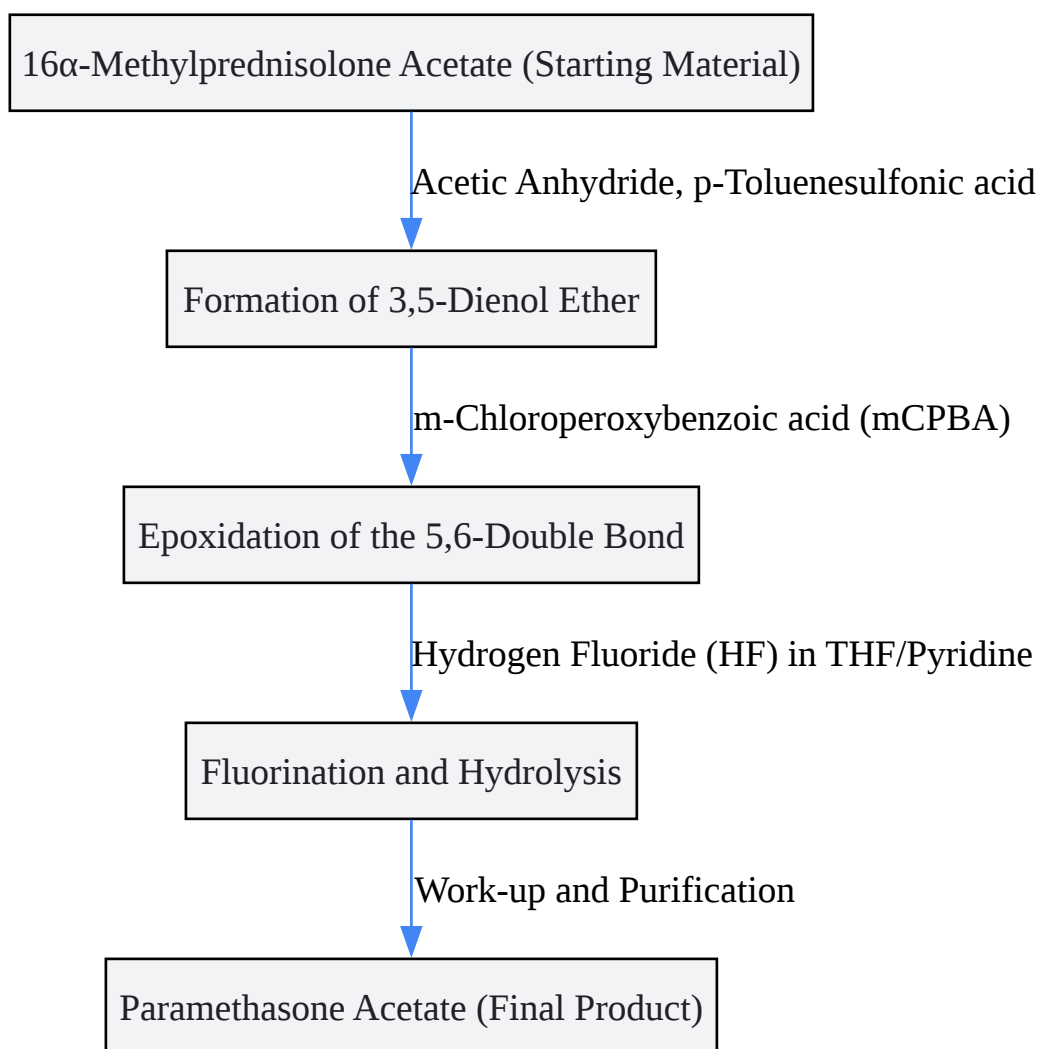 16α-Methylprednisolone Acetate (Starting Material)
Acetic Anhydride, p-Toluenesulfonic acid
Formation of 3,5-Dienol Ether
m-Chloroperoxybenzoic acid (mCPBA)
Epoxidation of the 5,6-Double Bond
Hydrogen Fluoride (HF) in THF/Pyridine
Fluorination and Hydrolysis
Work-up and Purification
Paramethasone Acetate (Final Product)